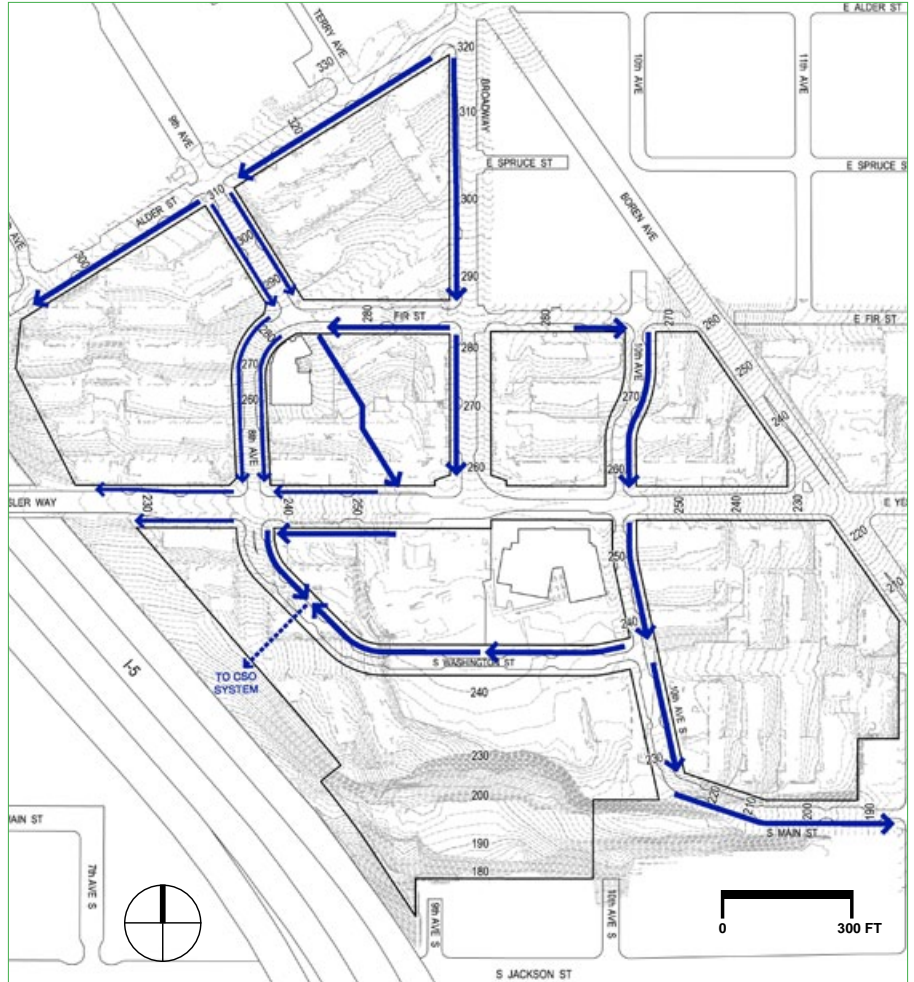 E ALDER ST
320
TERRY AVE
330
BROADWAY
10th AVE
11th AVE
310
320
9th AVE
E SPRUCE ST
E SPRUCE S
310
300
ALDER ST
BOREN AVE
300
300
AVE
290
290
280
FIR ST
280
270
E FIR ST
260
280
280
10th AVE
270
250
270
270
260
240
8th AVE
260
260
SLER WAY
230
240
250
250
240
230
E YE
220
250
210
240
I-5
TO CSO
SYSTEM
S WASHINGTON ST
240
10th AVE S
230
230
220
200
210
200
190
S MAIN ST
AIN ST
190
180
7th AVE S
9th AVE S
10th AVE S
0
300 FT
S JACKSON ST